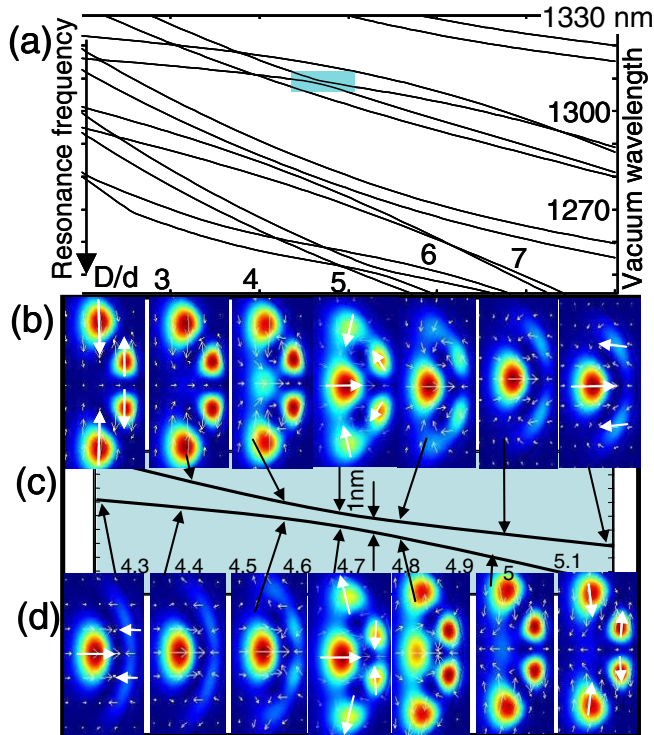 (a)
1330 nm
Resonance frequency
Vacuum wavelength
1300
1270
D/d 3 4 5 6 7
(b)
(c)
1nm
4.3 4.4 4.5 4.6 4.7 4.8 4.9 5 5.1
(d)